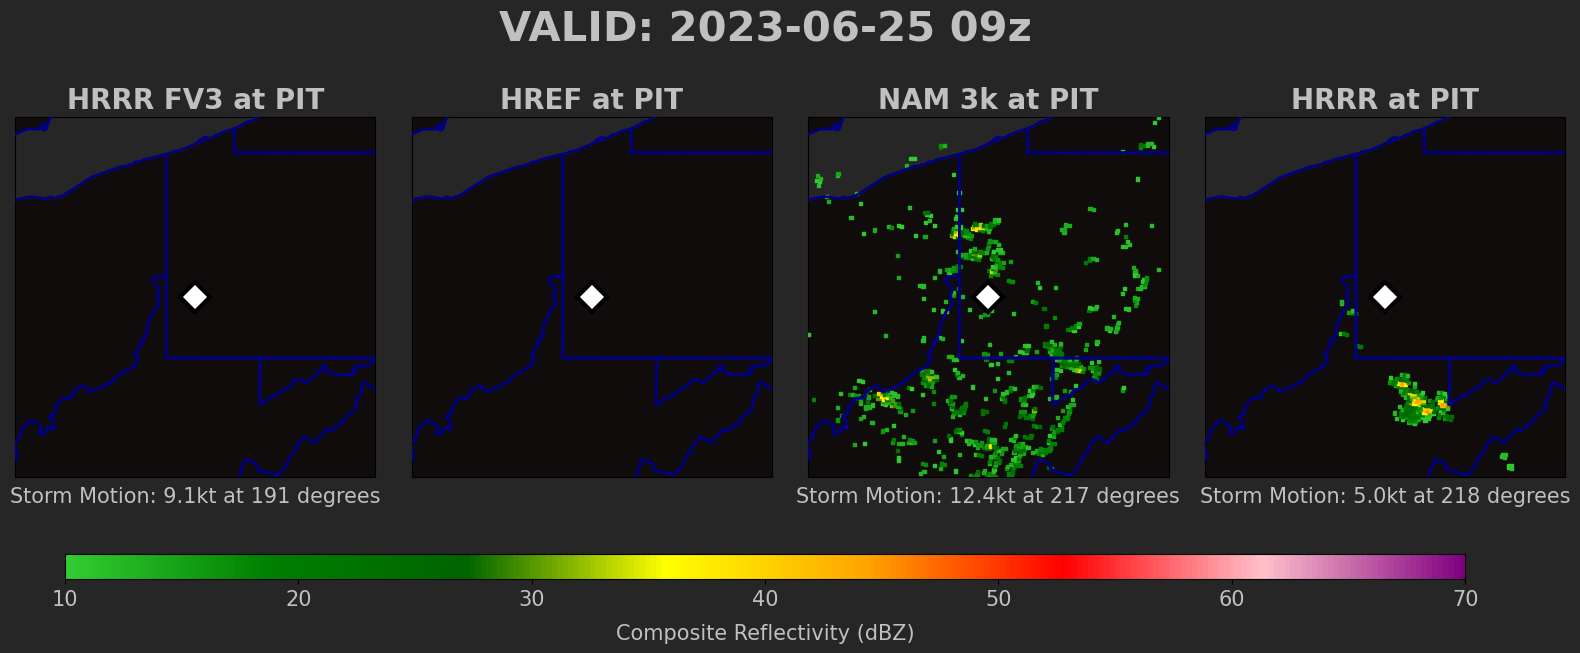 VALID: 2023-06-25 09z
HRRR FV3 at PIT
HREF at PIT
NAM 3k at PIT
HRRR at PIT
Storm Motion: 9.1kt at 191 degrees
Storm Motion: 12.4kt at 217 degrees
Storm Motion: 5.0kt at 218 degrees
10 20 30 40 50 60 70
Composite Reflectivity (dBZ)